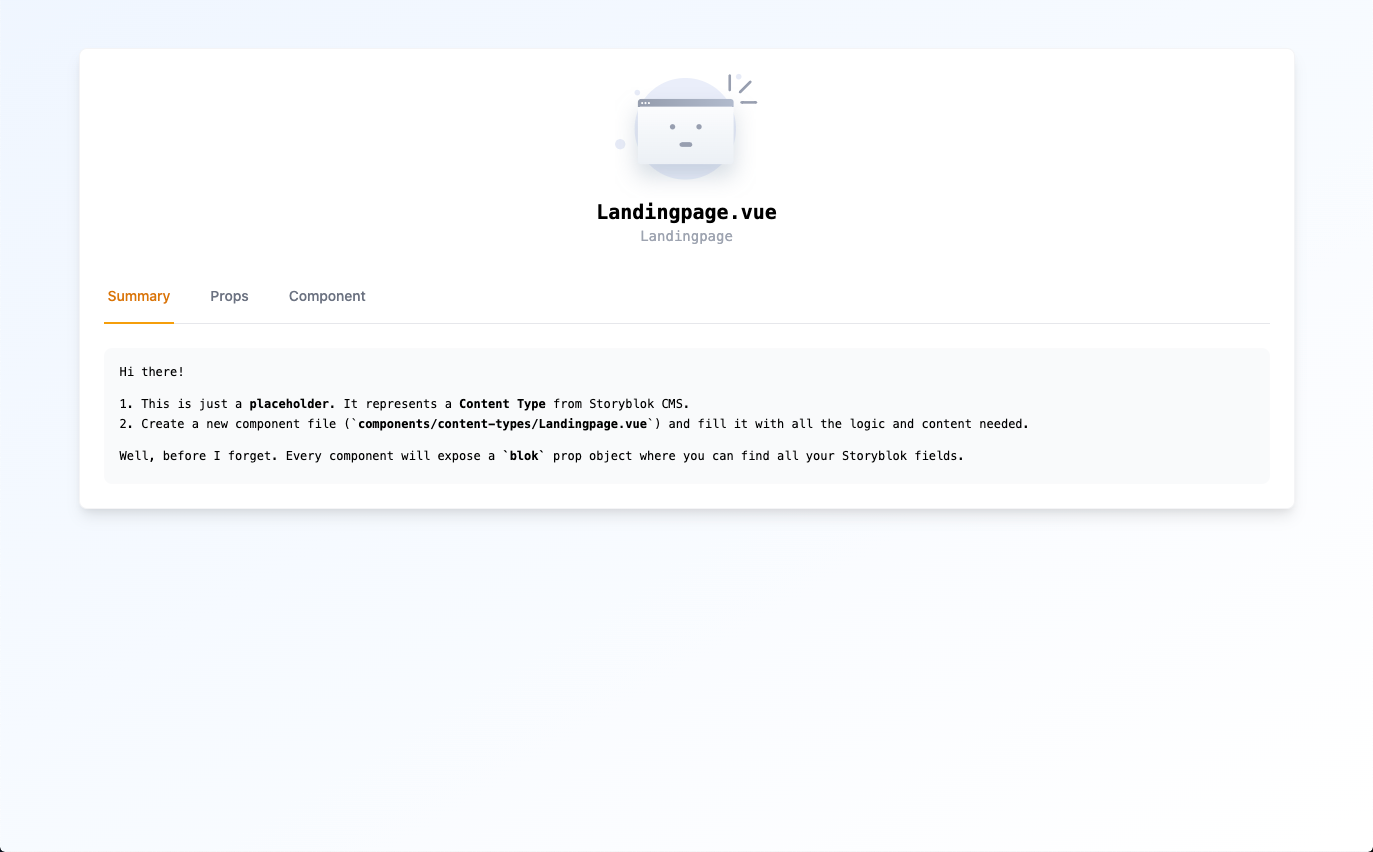 Landingpage.vue
Landingpage
Summary Props Component
Hi there!
1. This is just a placeholder. It represents a Content Type from Storyblok CMS.
2. Create a new component file (`components/content-types/Landingpage.vue`) and fill it with all the logic and content needed.
Well, before I forget. Every component will expose a `blok` prop object where you can find all your Storyblok fields.